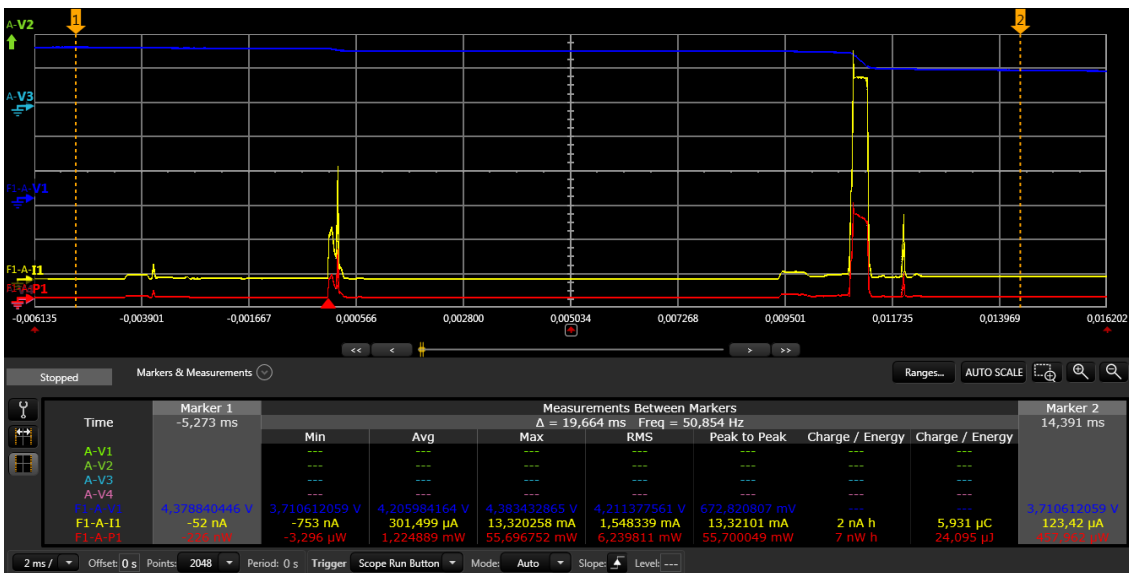 A-V2
1
2
A-V3
F1-A-V1
F1-A-I1
F1-A-P1
-0,006135 -0,003901 -0,001667 0,000566 0,002800 0,005034 0,007268 0,009501 0,011735 0,013969 0,016202
<< < > >>
Stopped Markers & Measurements Ranges... AUTO SCALE
Marker 1 Measurements Between Markers Marker 2
Time -5,273 ms Δ = 19,664 ms Freq = 50,854 Hz 14,391 ms
Min Avg Max RMS Peak to Peak Charge / Energy Charge / Energy
A-V1 --- --- --- --- --- --- ---
A-V2 --- --- --- --- --- --- ---
A-V3 --- --- --- --- --- --- ---
A-V4 --- --- --- --- --- --- ---
F1-A-V1 4,378840446 V 3,710612059 V 4,205984164 V 4,383432865 V 4,211377561 V 672,820807 mV --- --- 3,710612059 V
F1-A-I1 -52 nA -753 nA 301,499 µA 13,320258 mA 1,548339 mA 13,32101 mA 2 nA h 5,931 µC 123,42 µA
F1-A-P1 -3,296 µW 1,224889 mW 55,696752 mW 6,239811 mW 55,700049 mW 7 nW h 24,095 µJ
2 ms / Offset: 0 s Points: 2048 Period: 0 s Trigger Scope Run Button Mode: Auto Slope: Level: ---